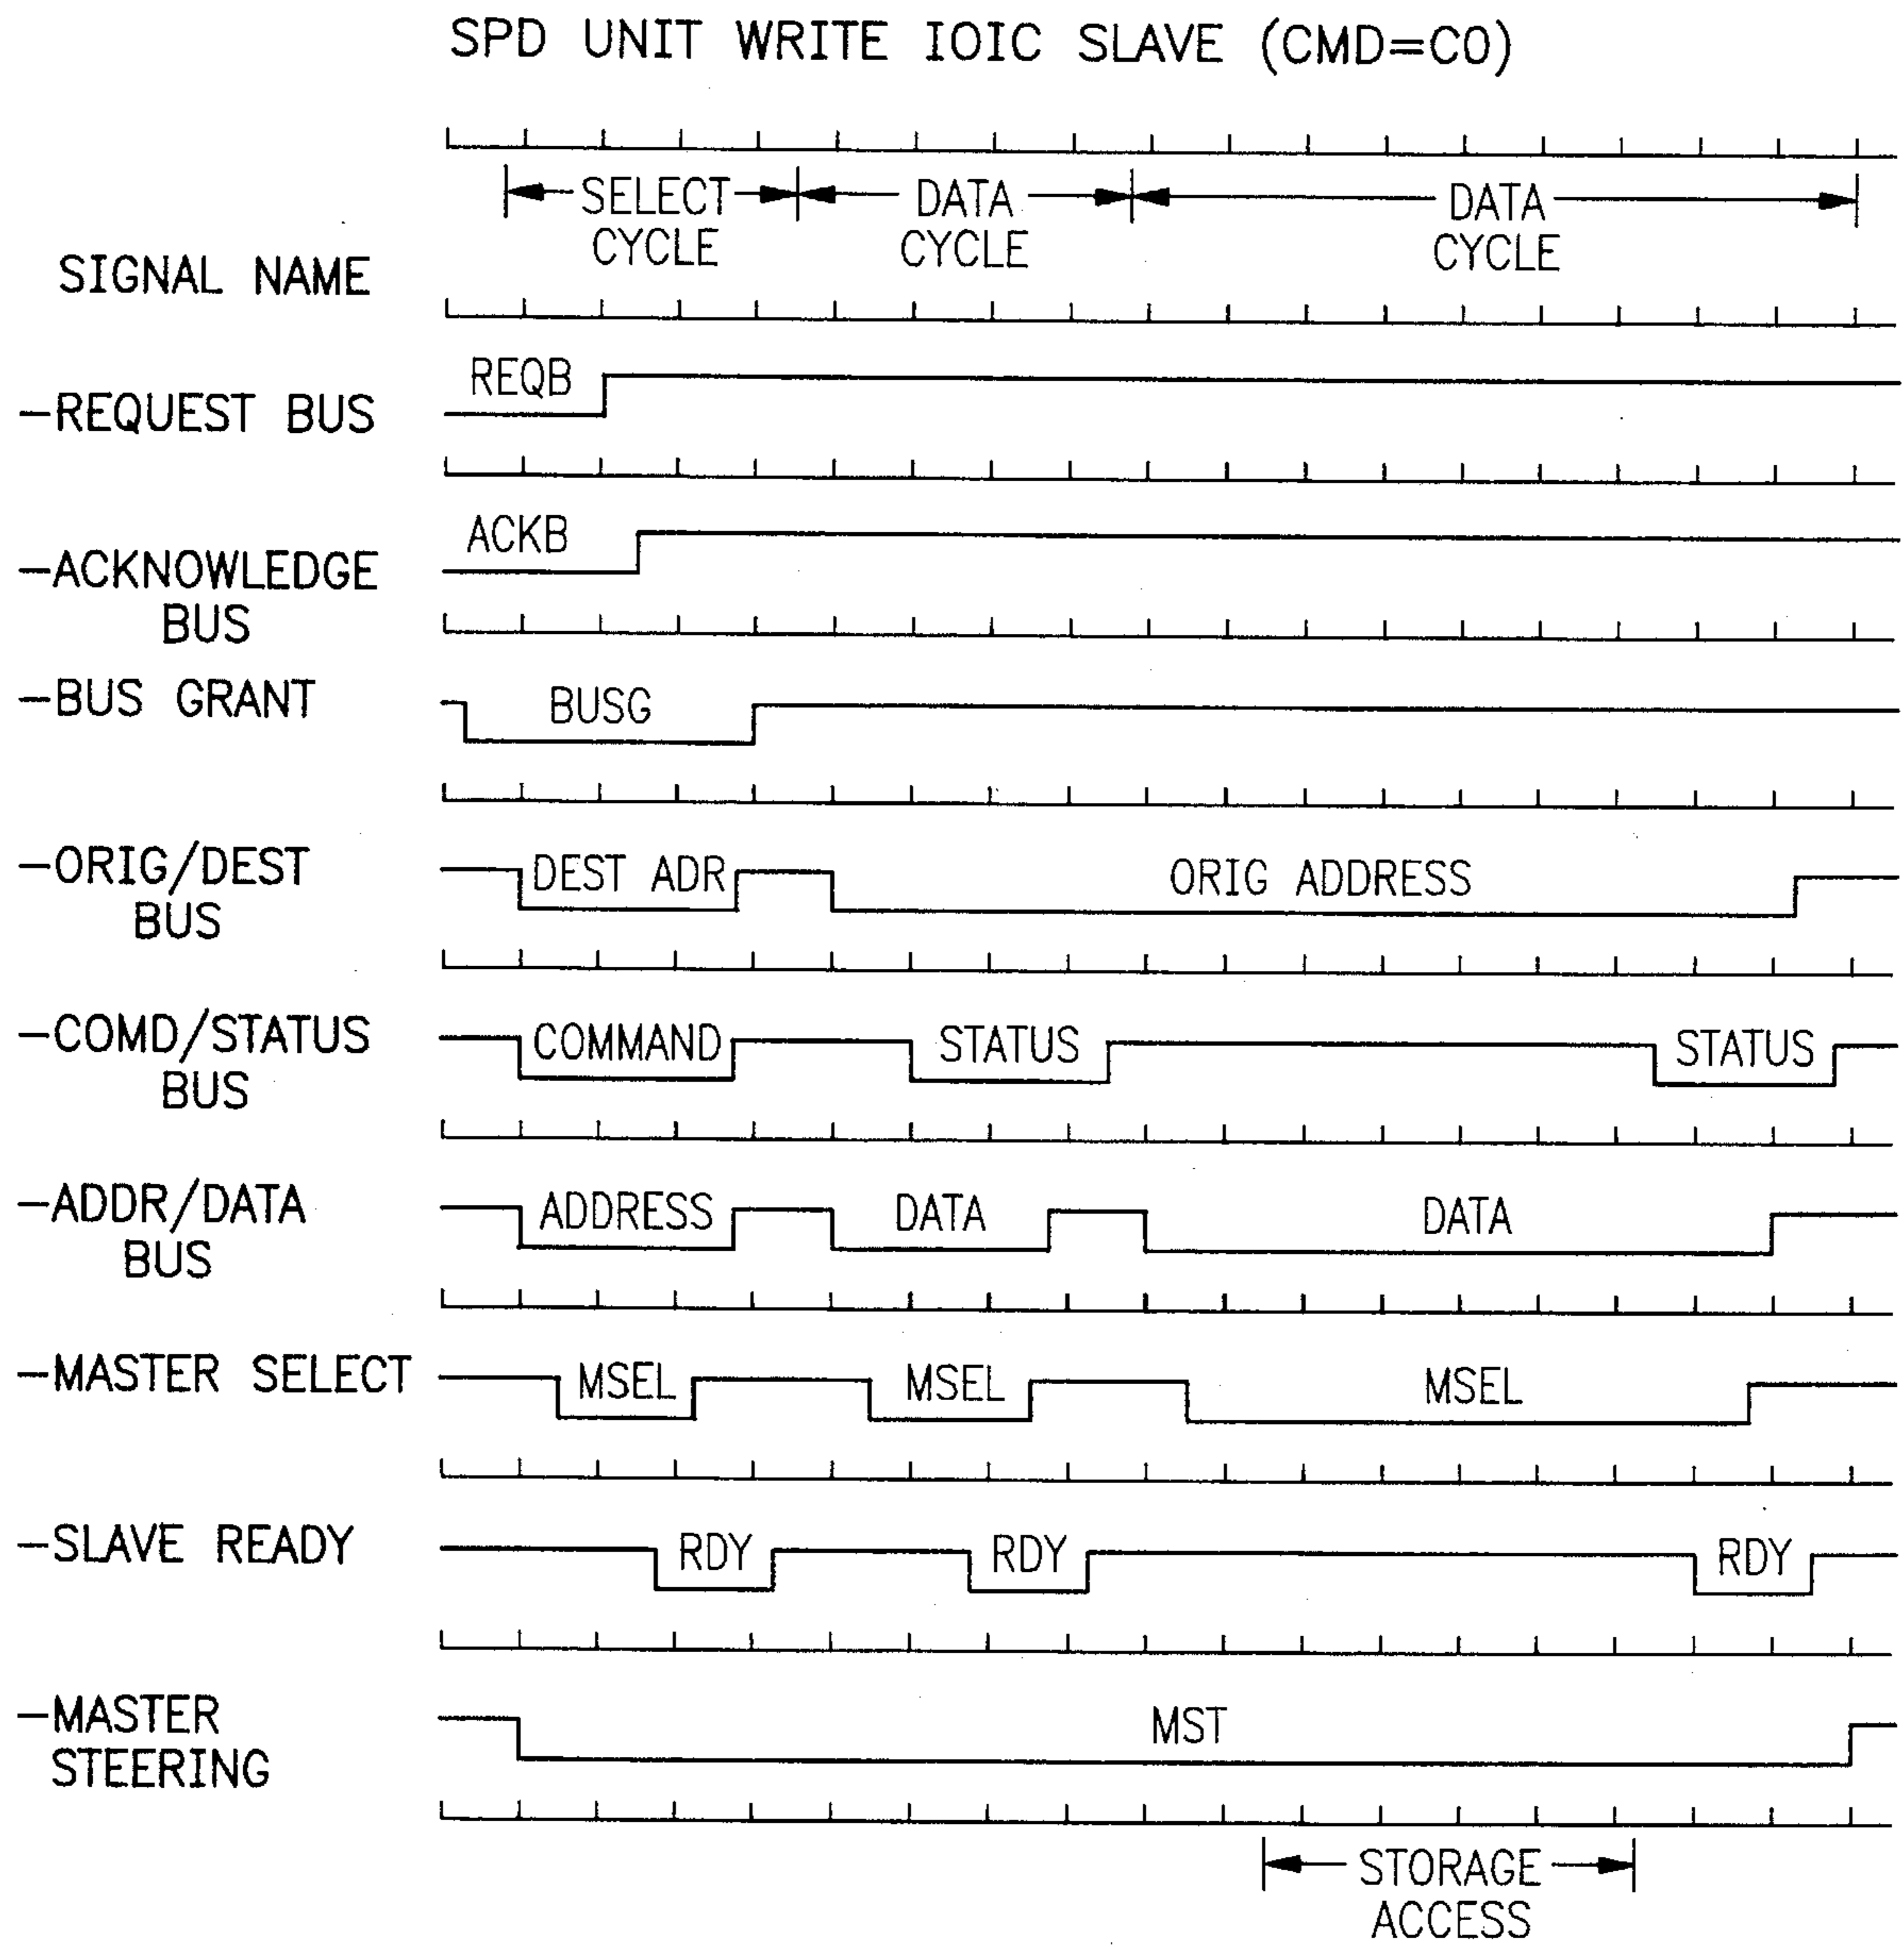 SPD UNIT WRITE IOIC SLAVE (CMD=C0)
SELECT CYCLE
DATA CYCLE
DATA CYCLE
SIGNAL NAME
REQB
—REQUEST BUS
ACKB
—ACKNOWLEDGE
BUS
—BUS GRANT
BUSG
—ORIG/DEST
BUS
DEST ADR
ORIG ADDRESS
—COMD/STATUS
BUS
COMMAND
STATUS
STATUS
—ADDR/DATA
BUS
ADDRESS
DATA
DATA
—MASTER SELECT
MSEL
MSEL
MSEL
—SLAVE READY
RDY
RDY
RDY
—MASTER
STEERING
MST
STORAGE
ACCESS